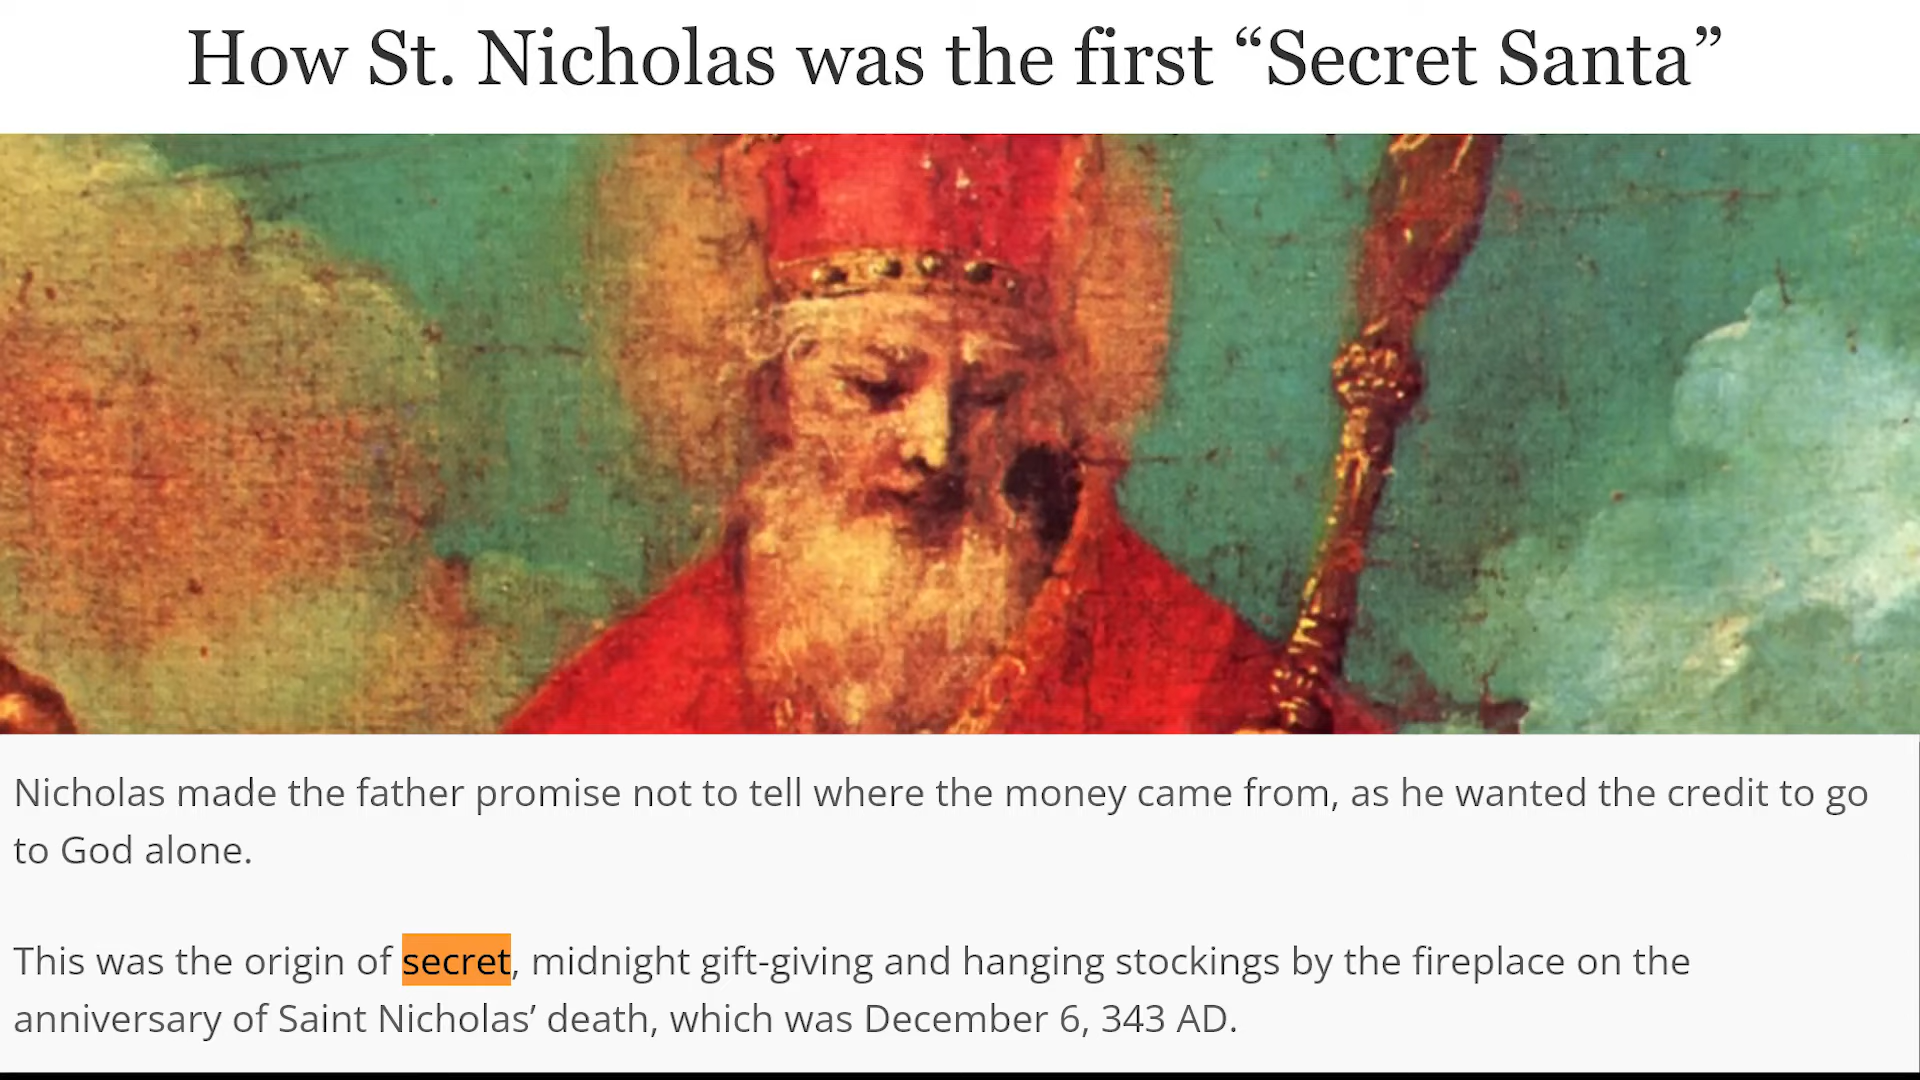 How St. Nicholas was the first “Secret Santa”
Nicholas made the father promise not to tell where the money came from, as he wanted the credit to go
to God alone.
This was the origin of secret, midnight gift-giving and hanging stockings by the fireplace on the
anniversary of Saint Nicholas’ death, which was December 6, 343 AD.